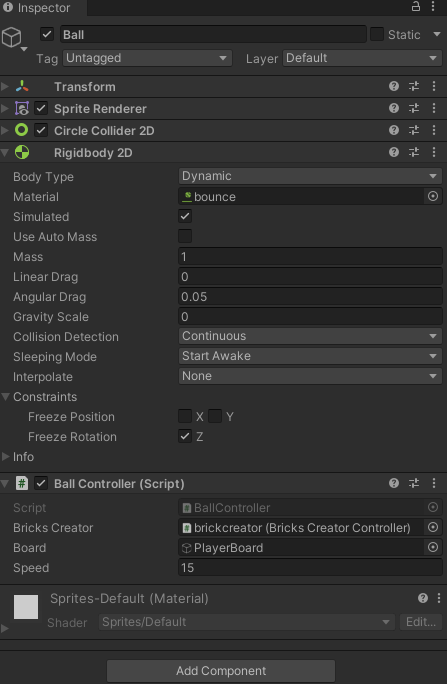 Inspector
Ball Static
Tag Untagged Layer Default
Transform
Sprite Renderer
Circle Collider 2D
Rigidbody 2D
Body Type Dynamic
Material bounce
Simulated
Use Auto Mass
Mass 1
Linear Drag 0
Angular Drag 0.05
Gravity Scale 0
Collision Detection Continuous
Sleeping Mode Start Awake
Interpolate None
Constraints
Freeze Position X Y
Freeze Rotation Z
Info
# Ball Controller (Script)
Script # BallController
Bricks Creator # brickcreator (Bricks Creator Controller)
Board PlayerBoard
Speed 15
Sprites-Default (Material)
Shader Sprites/Default Edit...
Add Component